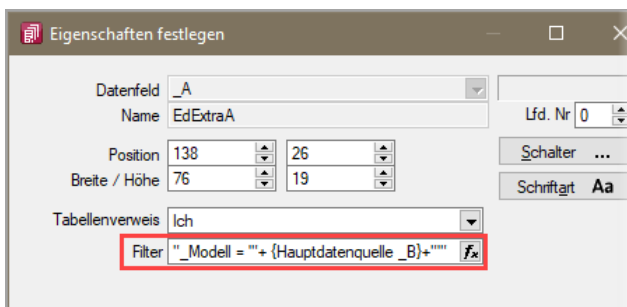 Eigenschaften festlegen
Datenfeld _A
Name EdExtraA
Lfd. Nr 0
Position 138 26
Schalter ...
Breite / Höhe 76 19
Schriftart Aa
Tabellenverweis Ich
Filter "_Modell = '"+ {Hauptdatenquelle _B}+"'" fx